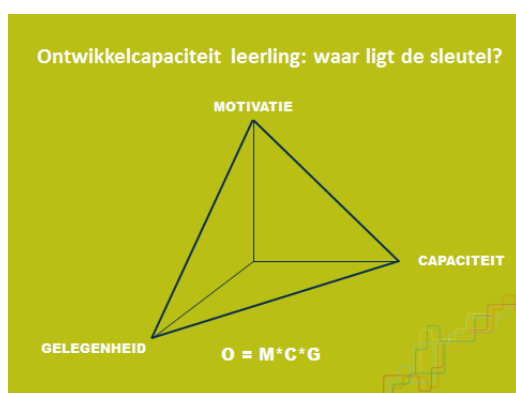 Ontwikkelcapaciteit leerling: waar ligt de sleutel?
MOTIVATIE
CAPACITEIT
GELEGENHEID
O = M*C*G